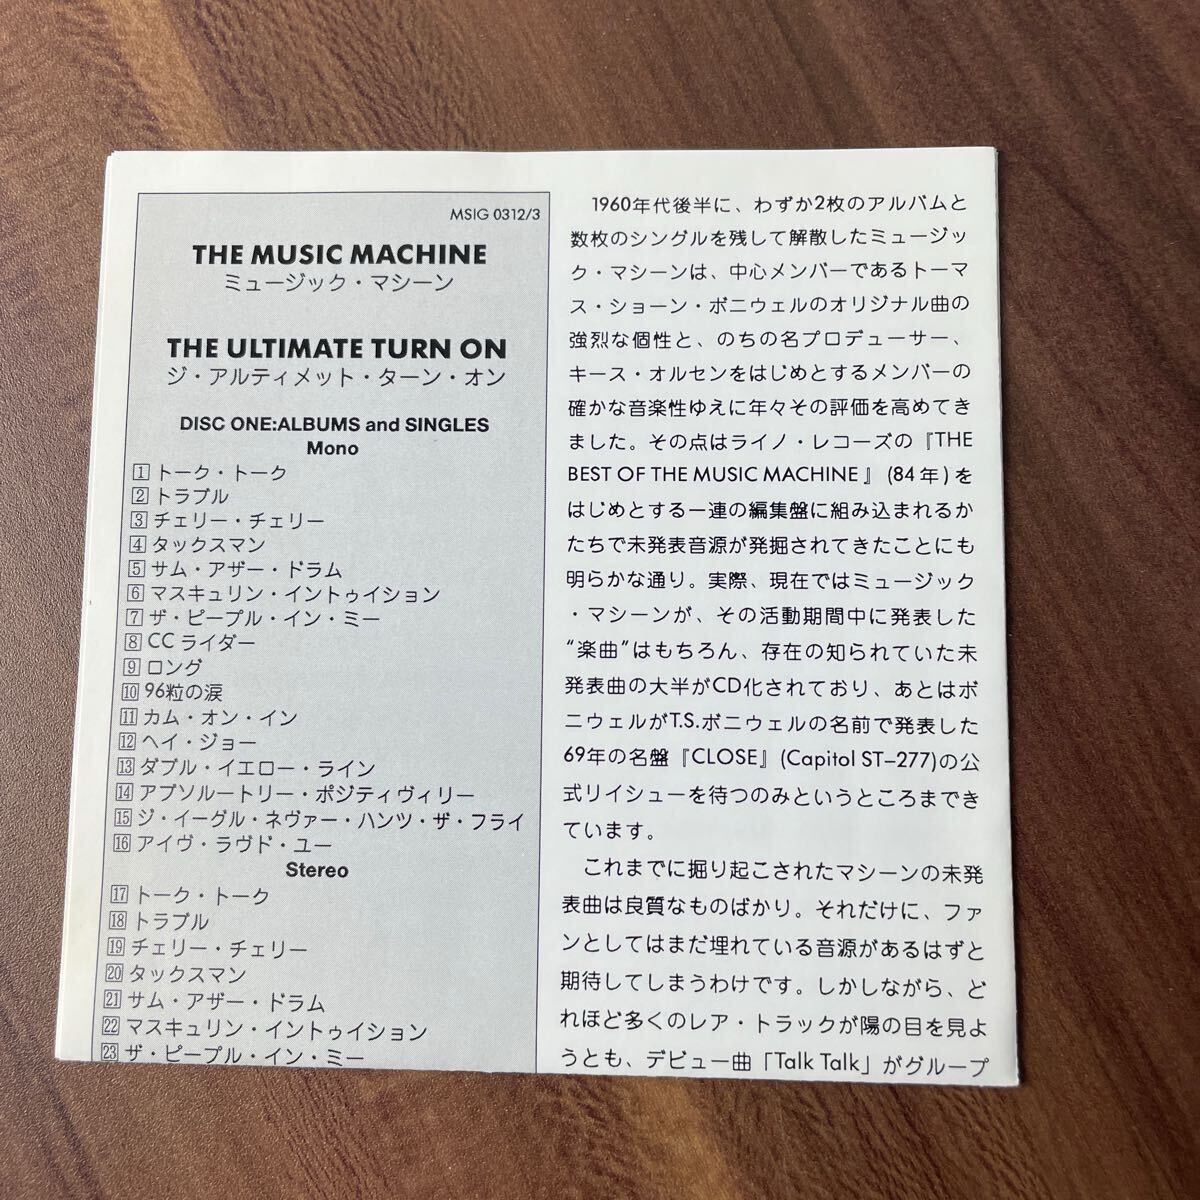 MSIG 0312/3
THE MUSIC MACHINE
ミュージック・マシーン
THE ULTIMATE TURN ON
ジ・アルティメット・ターン・オン
DISC ONE:ALBUMS and SINGLES
Mono
1 トーク・トーク
2 トラブル
3 チェリー・チェリー
4 タックスマン
5 サム・アザー・ドラム
6 マスキュリン・イントゥイション
7 ザ・ピープル・イン・ミー
8 CCライダー
9 ロング
10 96粒の涙
11 カム・オン・イン
12 ヘイ・ジョー
13 ダブル・イエロー・ライン
14 アブソルートリー・ポジティヴィリー
15 ジ・イーグル・ネヴァー・ハンツ・ザ・フライ
16 アイヴ・ラヴド・ユー
Stereo
17 トーク・トーク
18 トラブル
19 チェリー・チェリー
20 タックスマン
21 サム・アザー・ドラム
22 マスキュリン・イントゥイション
23 ザ・ピープル・イン・ミー
1960年代後半に、わずか2枚のアルバムと
数枚のシングルを残して解散したミュージッ
ク・マシーンは、中心メンバーであるトーマ
ス・ショーン・ボニウェルのオリジナル曲の
強烈な個性と、のちの名プロデューサー、
キース・オルセンをはじめとするメンバーの
確かな音楽性ゆえに年々その評価を高めてき
ました。その点はライノ・レコーズの『THE
BEST OF THE MUSIC MACHINE』(84年)を
はじめとする一連の編集盤に組み込まれるか
たちで未発表音源が発掘されてきたことにも
明らかな通り。実際、現在ではミュージック
・マシーンが、その活動期間中に発表した
“楽曲”はもちろん、存在の知られていた未
発表曲の大半がCD化されており、あとはボ
ニウェルがT.S.ボニウェルの名前で発表した
69年の名盤『CLOSE』(Capitol ST–277)の公
式リイシューを待つのみというところまでき
ています。
これまでに掘り起こされたマシーンの未発
表曲は良質なものばかり。それだけに、ファ
ンとしてはまだ埋れている音源があるはずと
期待してしまうわけです。しかしながら、ど
れほど多くのレア・トラックが陽の目を見よ
うとも、デビュー曲「Talk Talk」がグループ